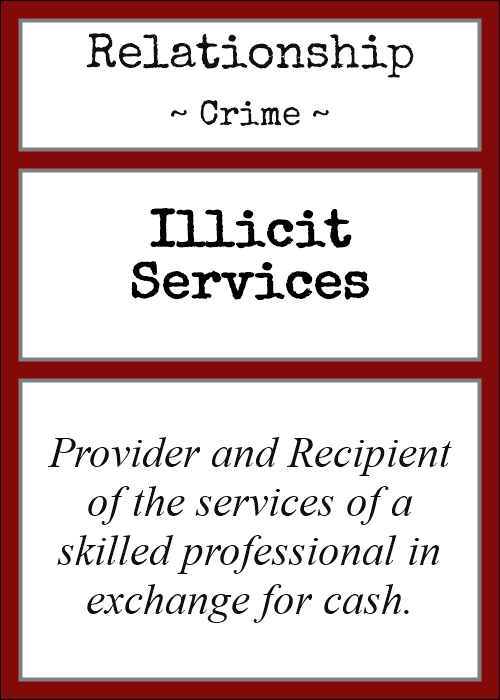 Relationship
~ Crime ~
Illicit
Services
Provider and Recipient
of the services of a
skilled professional in
exchange for cash.